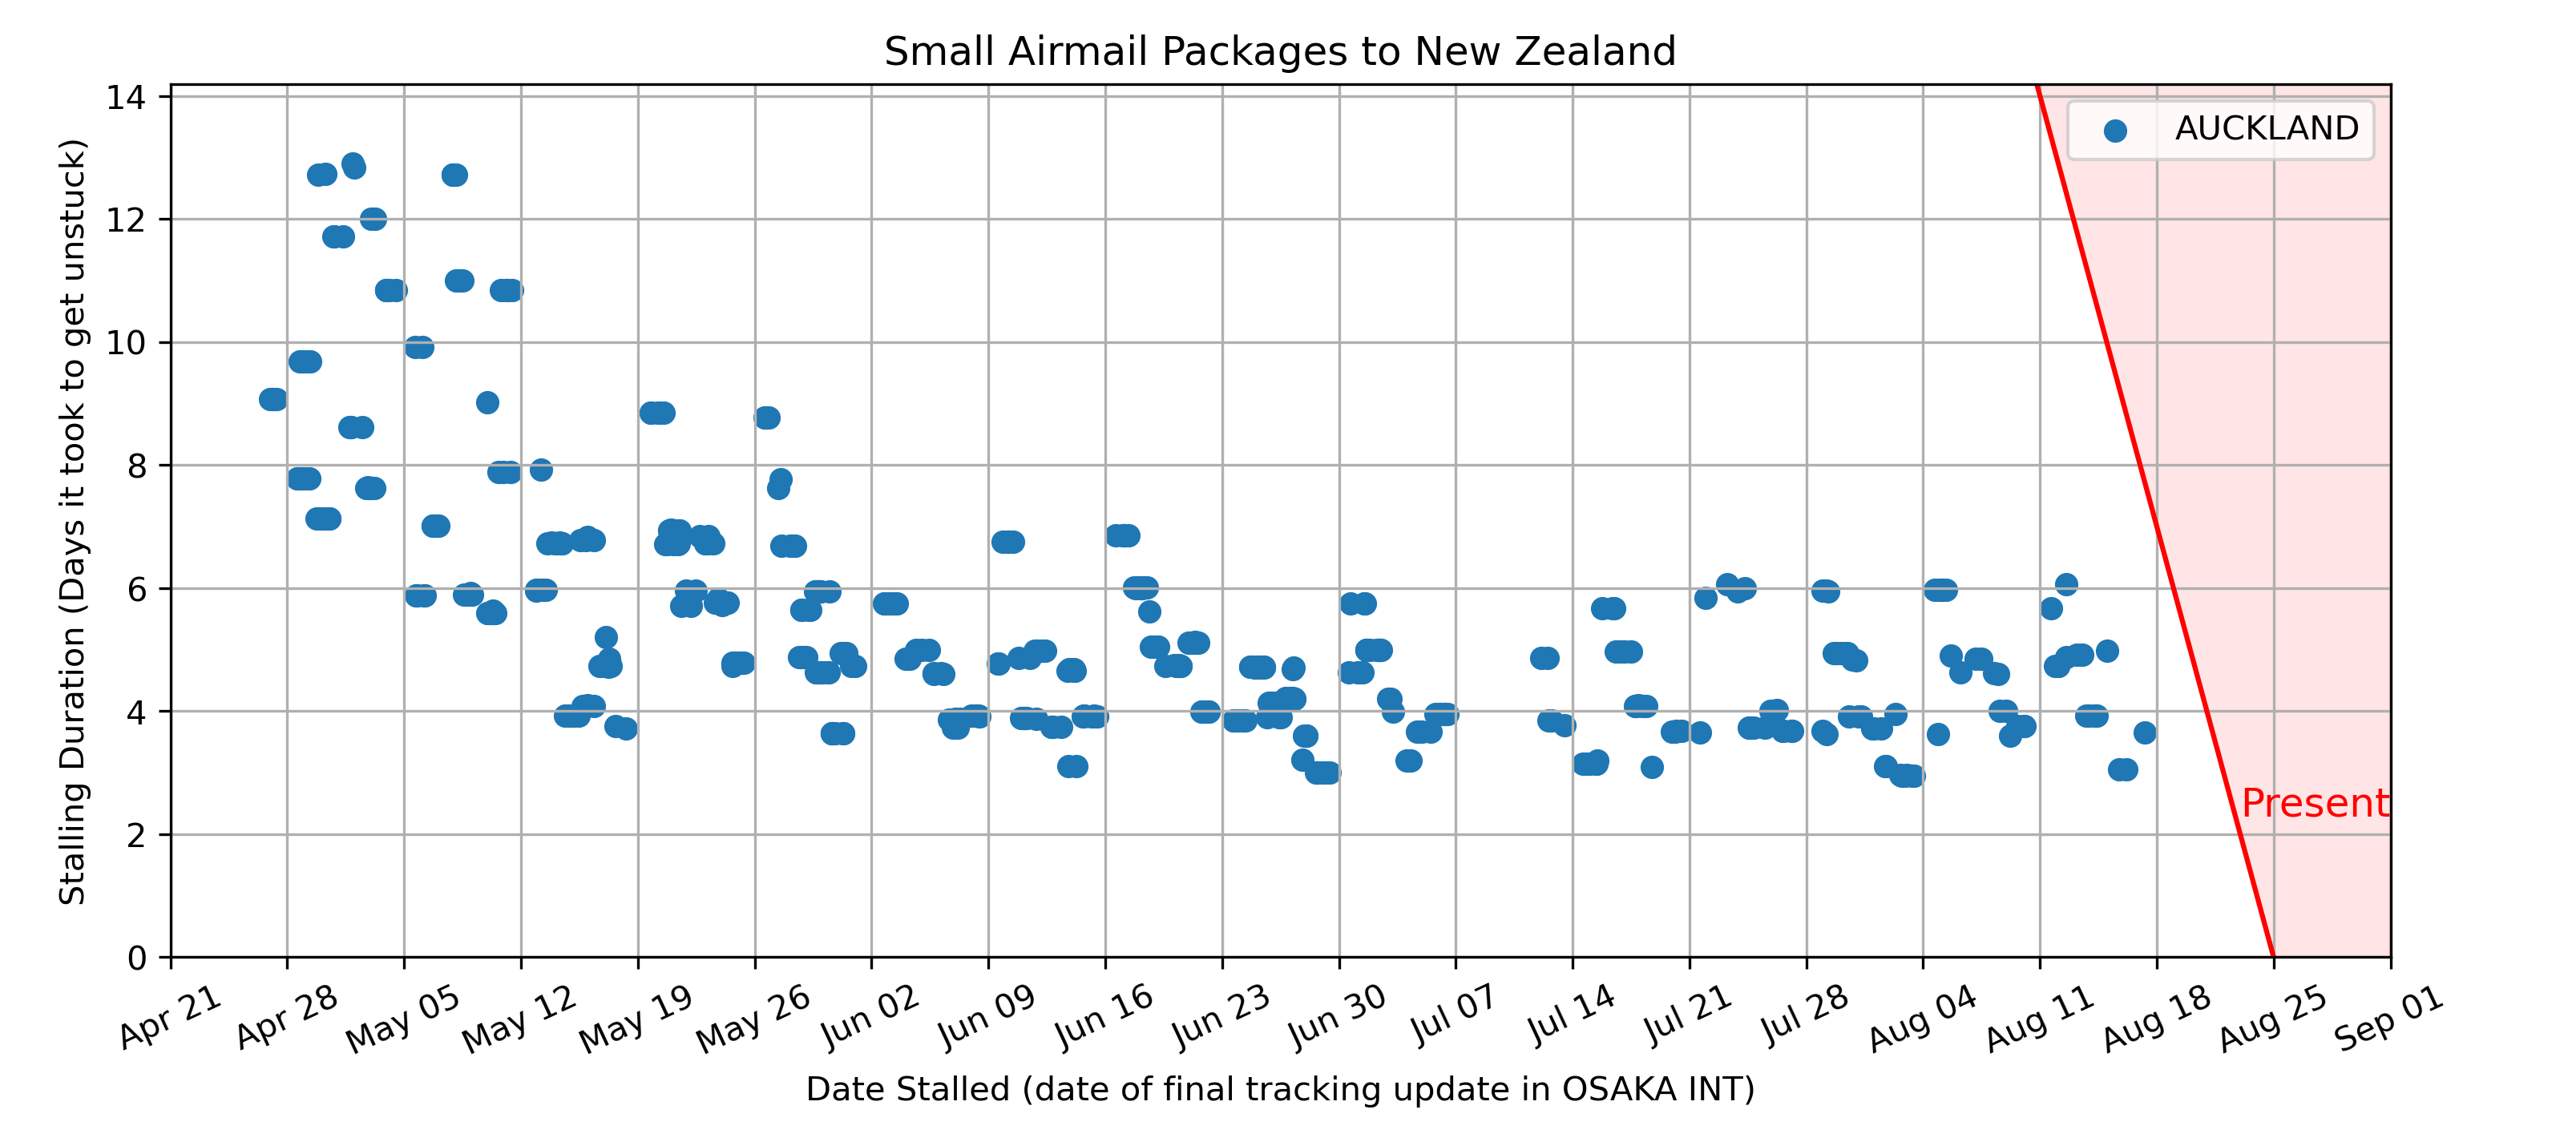 Small Airmail Packages to New Zealand
Stalling Duration (Days it took to get unstuck)
14
12
10
8
6
4
2
0
AUCKLAND
Present
Apr 21
Apr 28
May 05
May 12
May 19
May 26
Jun 02
Jun 09
Jun 16
Jun 23
Jun 30
Jul 07
Jul 14
Jul 21
Jul 28
Aug 04
Aug 11
Aug 18
Aug 25
Sep 01
Date Stalled (date of final tracking update in OSAKA INT)